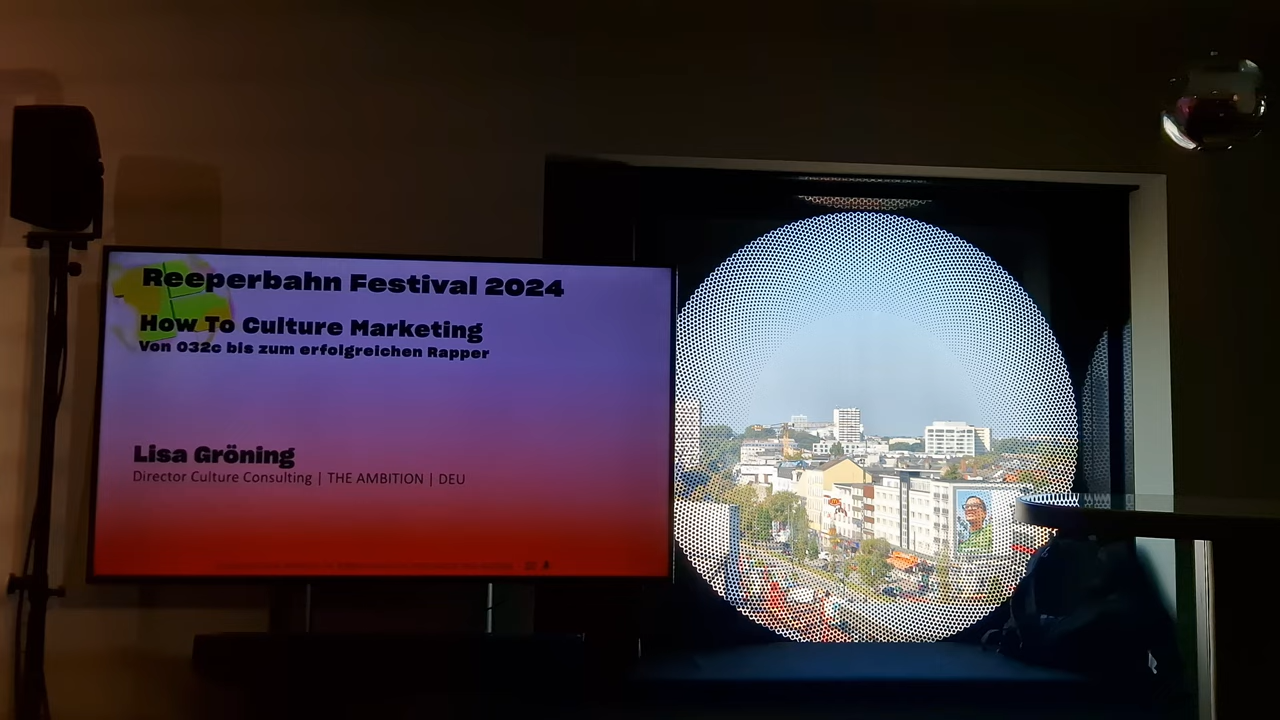 Reeperbahn Festival 2024
How To Culture Marketing
Von 032c bis zum erfolgreichen Rapper
Lisa Gröning
Director Culture Consulting | THE AMBITION | DEU